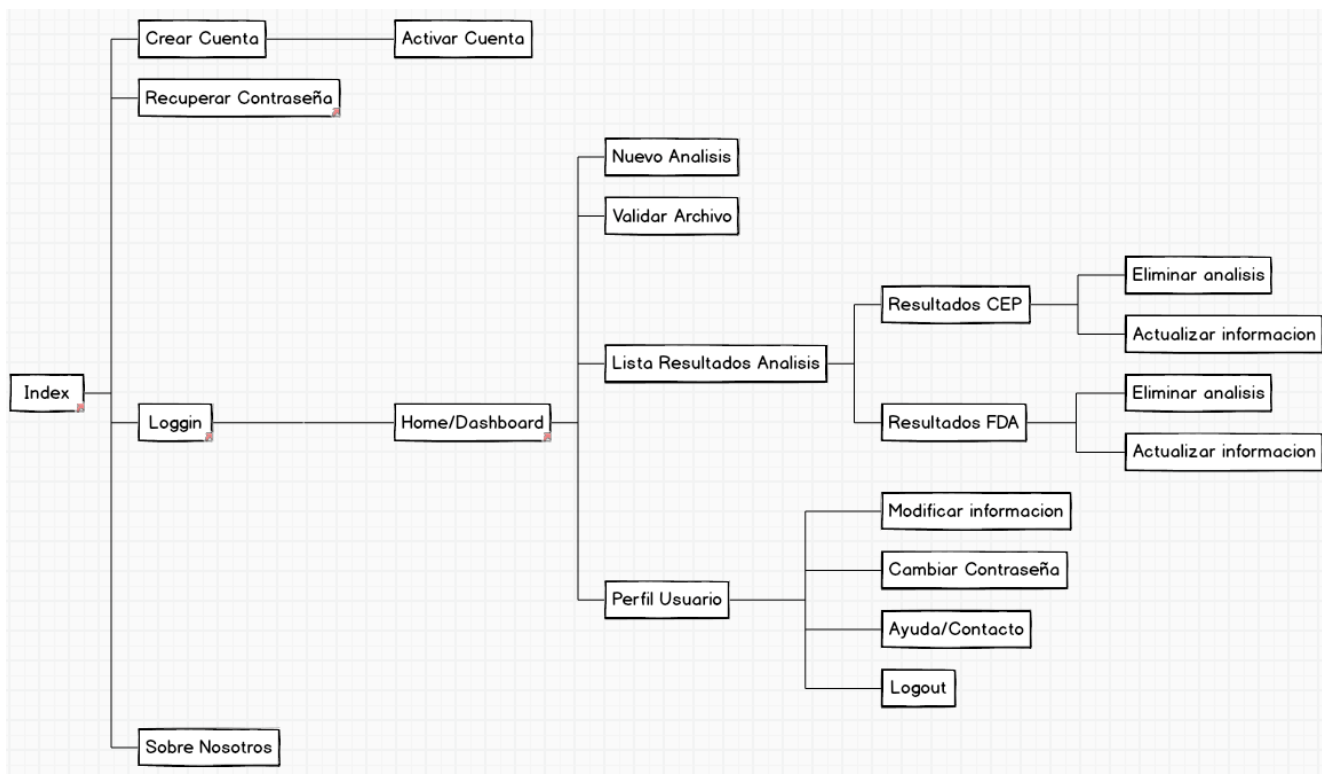 Crear Cuenta
Activar Cuenta
Recuperar Contraseña
Nuevo Analisis
Validar Archivo
Eliminar analisis
Resultados CEP
Actualizar informacion
Lista Resultados Analisis
Index
Eliminar analisis
Loggin
Home/Dashboard
Resultados FDA
Actualizar informacion
Modificar informacion
Cambiar Contraseña
Perfil Usuario
Ayuda/Contacto
Logout
Sobre Nosotros